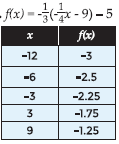 . f(x) = -1/3(-1/4x - 9) - 5
x f(x)
-12 -3
-6 -2.5
-3 -2.25
3 -1.75
9 -1.25